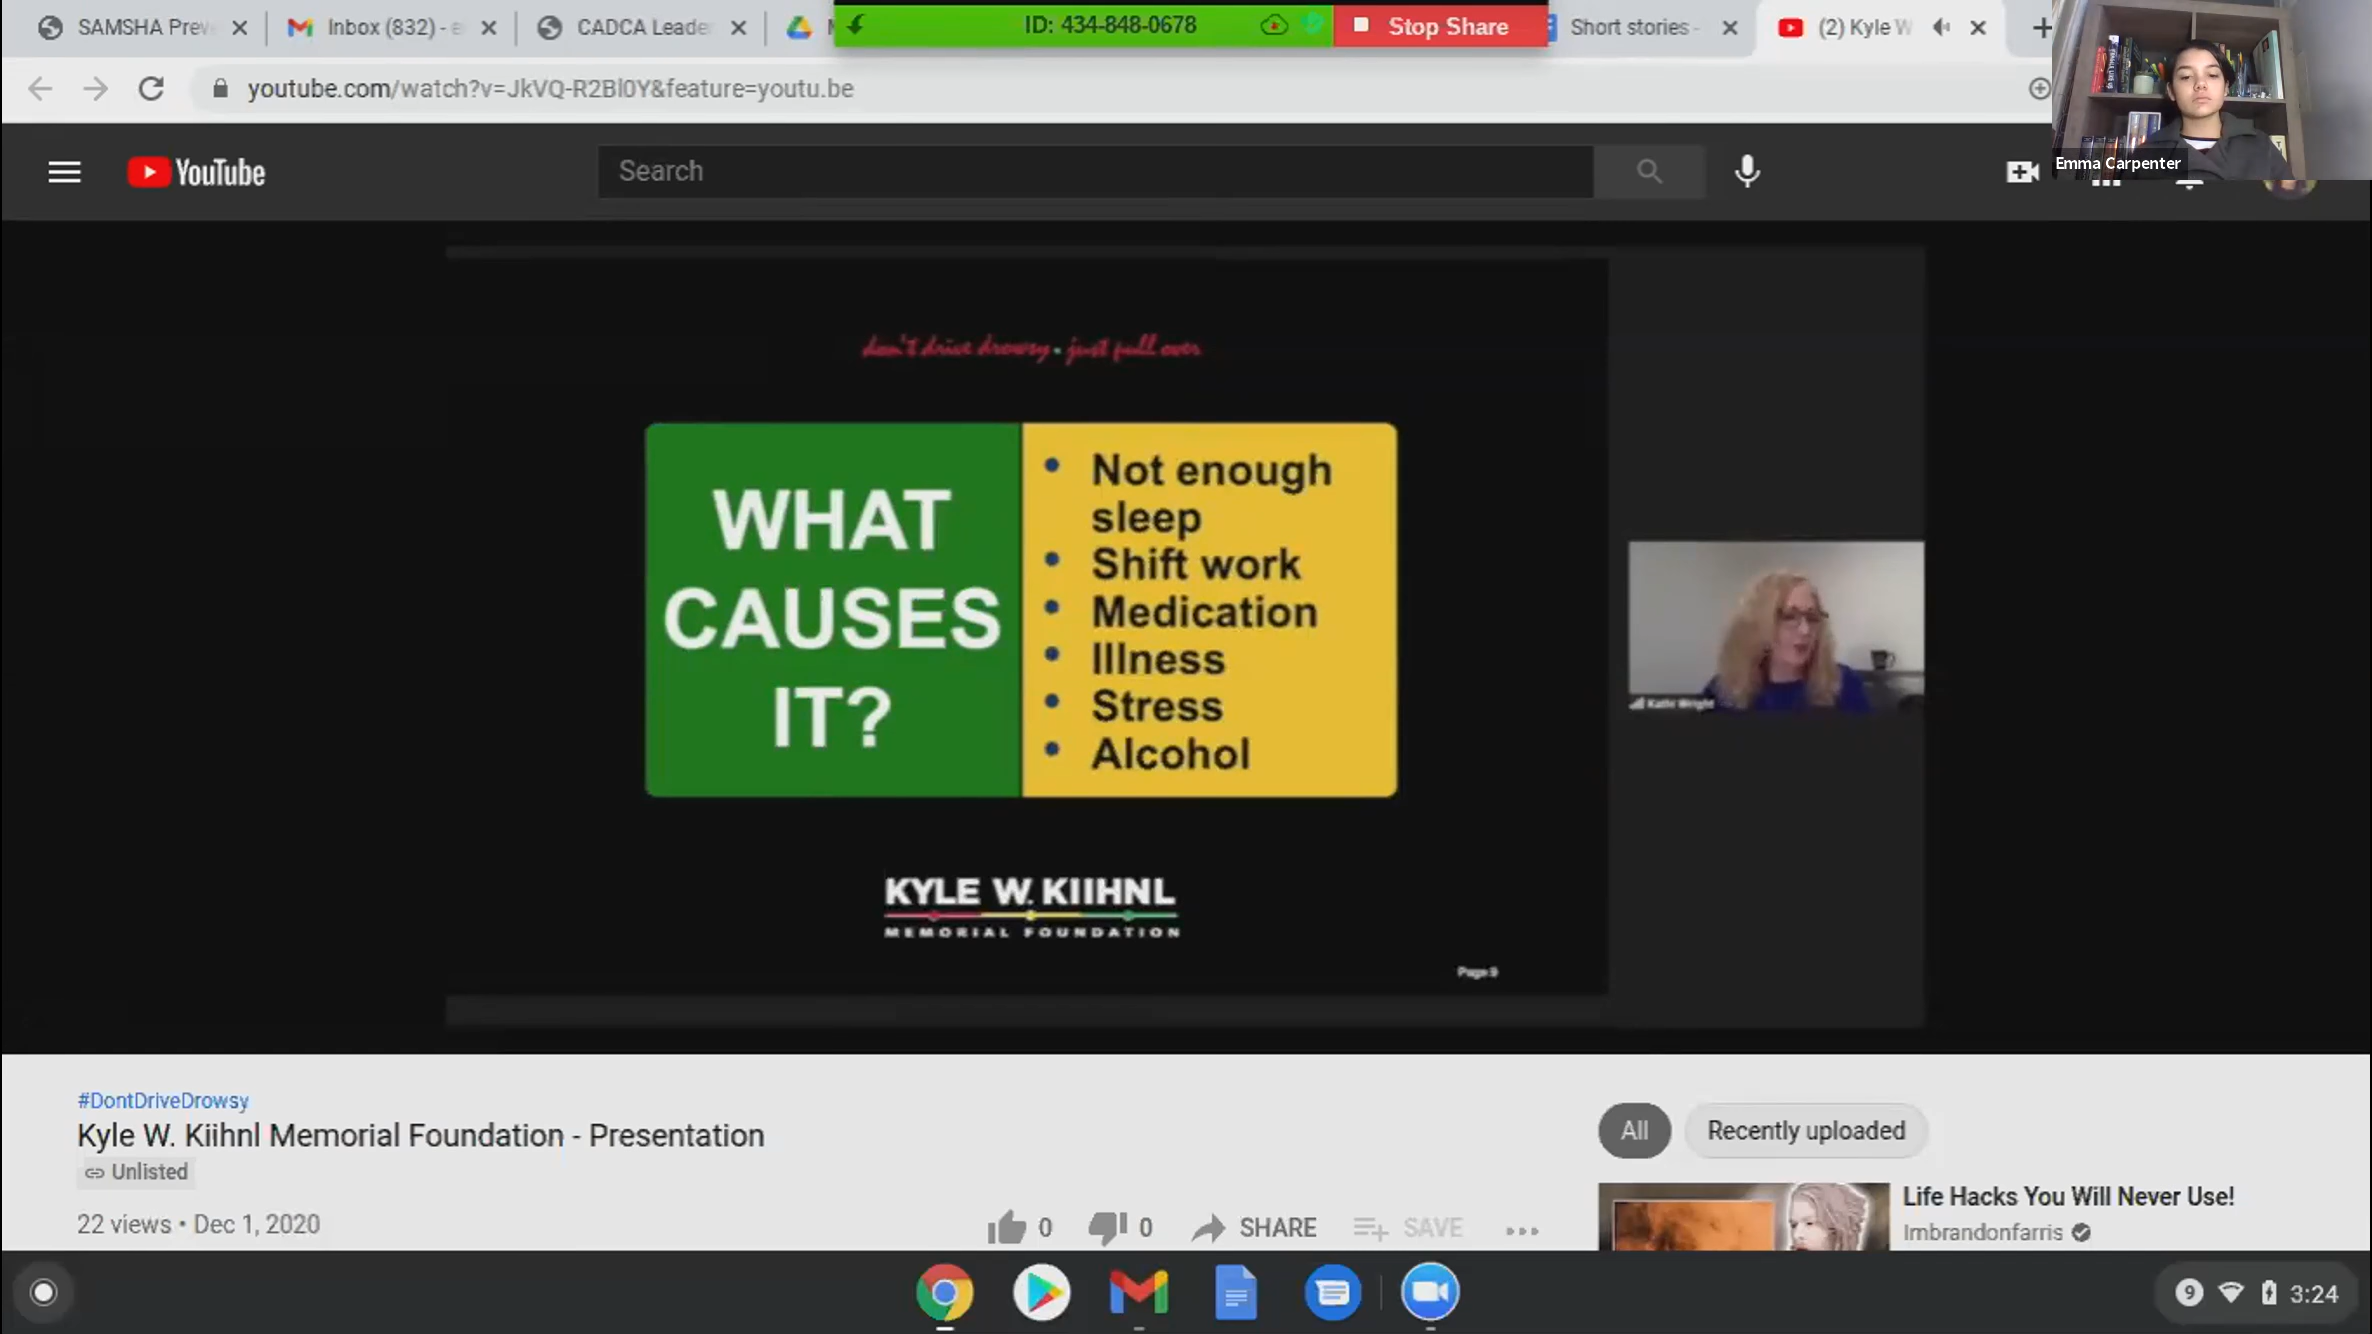 SAMSHA Prev
Inbox (832) - e
CADCA Leade
ID: 434-848-0678
Stop Share
Short stories -
(2) Kyle W
youtube.com/watch?v=JkVQ-R2Bl0Y&feature=youtu.be
YouTube
Search
Emma Carpenter
don't drive drowsy • just pull over
WHAT
CAUSES
IT?
• Not enough
sleep
• Shift work
• Medication
• Illness
• Stress
• Alcohol
Katie Wright
KYLE W. KIIHNL
MEMORIAL FOUNDATION
Page 9
#DontDriveDrowsy
Kyle W. Kiihnl Memorial Foundation - Presentation
Unlisted
22 views • Dec 1, 2020
0
0
SHARE
SAVE
All
Recently uploaded
Life Hacks You Will Never Use!
Imbrandonfarris
9
3:24